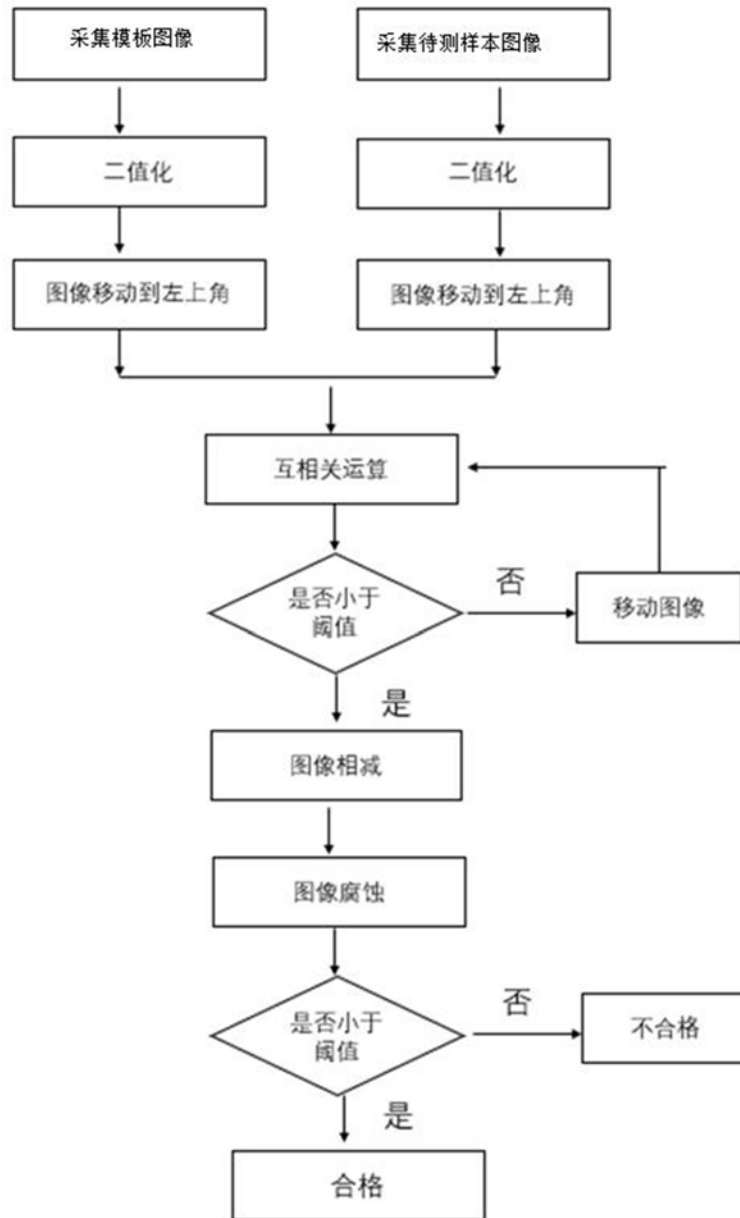 采集模板图像
采集待测样本图像
二值化
二值化
图像移动到左上角
图像移动到左上角
互相关运算
是否小于
阈值
否
移动图像
是
图像相减
图像腐蚀
是否小于
阈值
否
不合格
是
合格